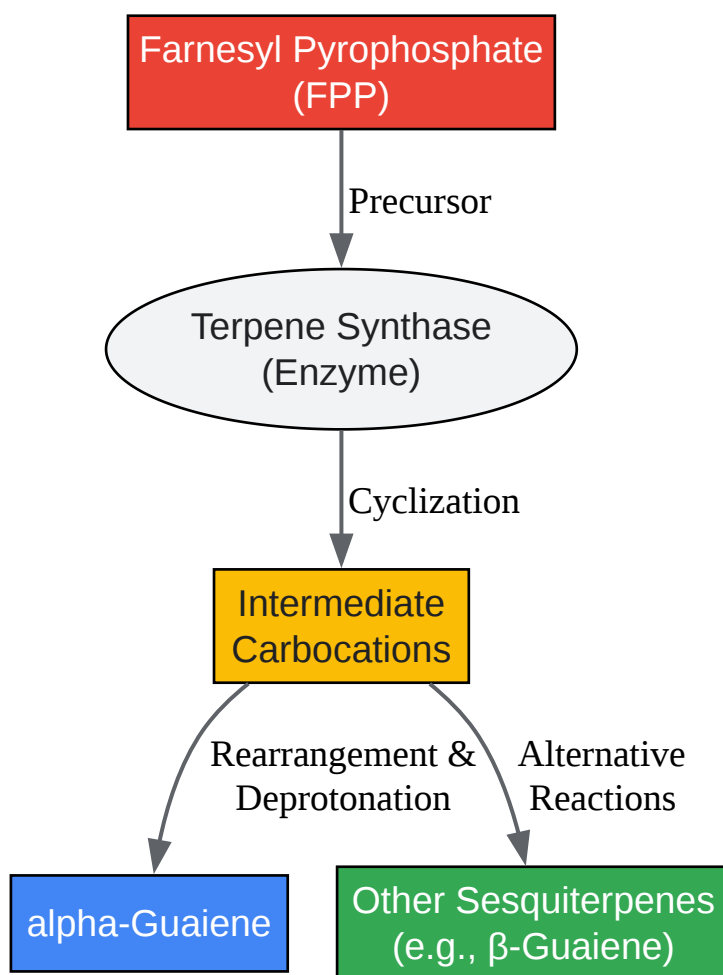 Farnesyl Pyrophosphate
(FPP)
Precursor
Terpene Synthase
(Enzyme)
Cyclization
Intermediate
Carbocations
Rearrangement &
Deprotonation
Alternative
Reactions
alpha-Guaiene
Other Sesquiterpenes
(e.g., β-Guaiene)